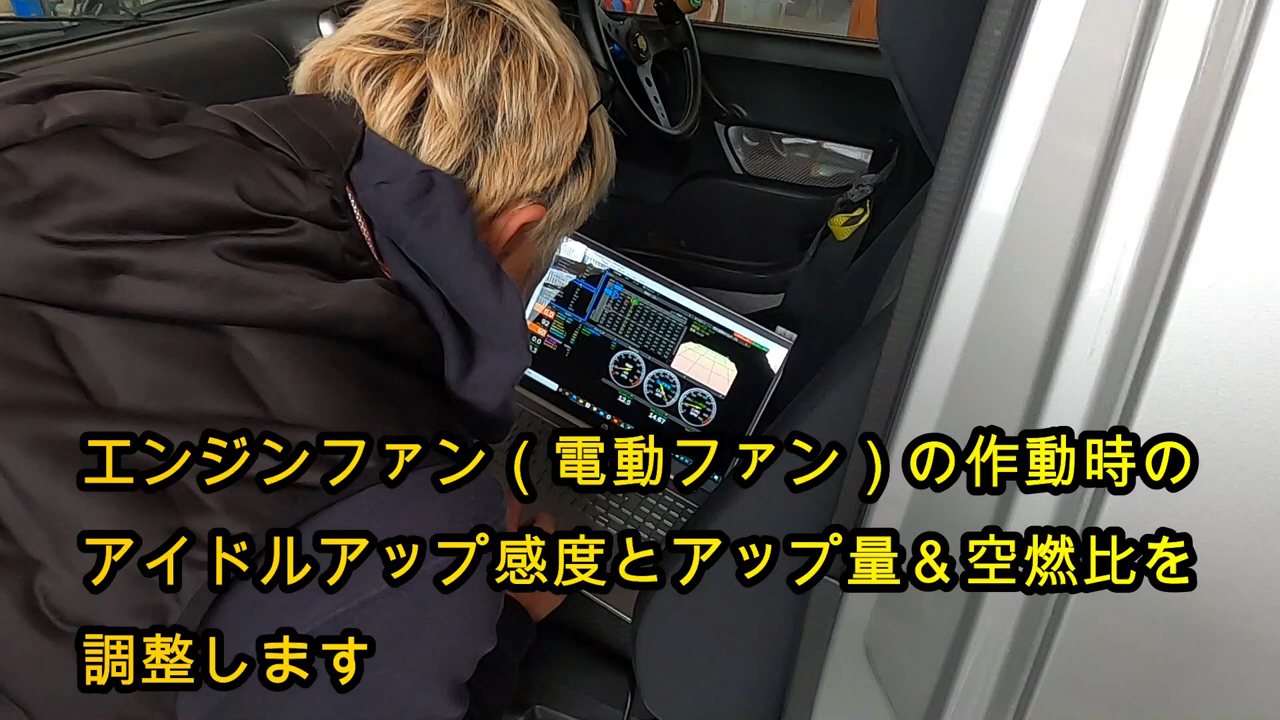 エンジンファン(電動ファン)の作動時の
アイドルアップ感度とアップ量&空燃比を
調整します